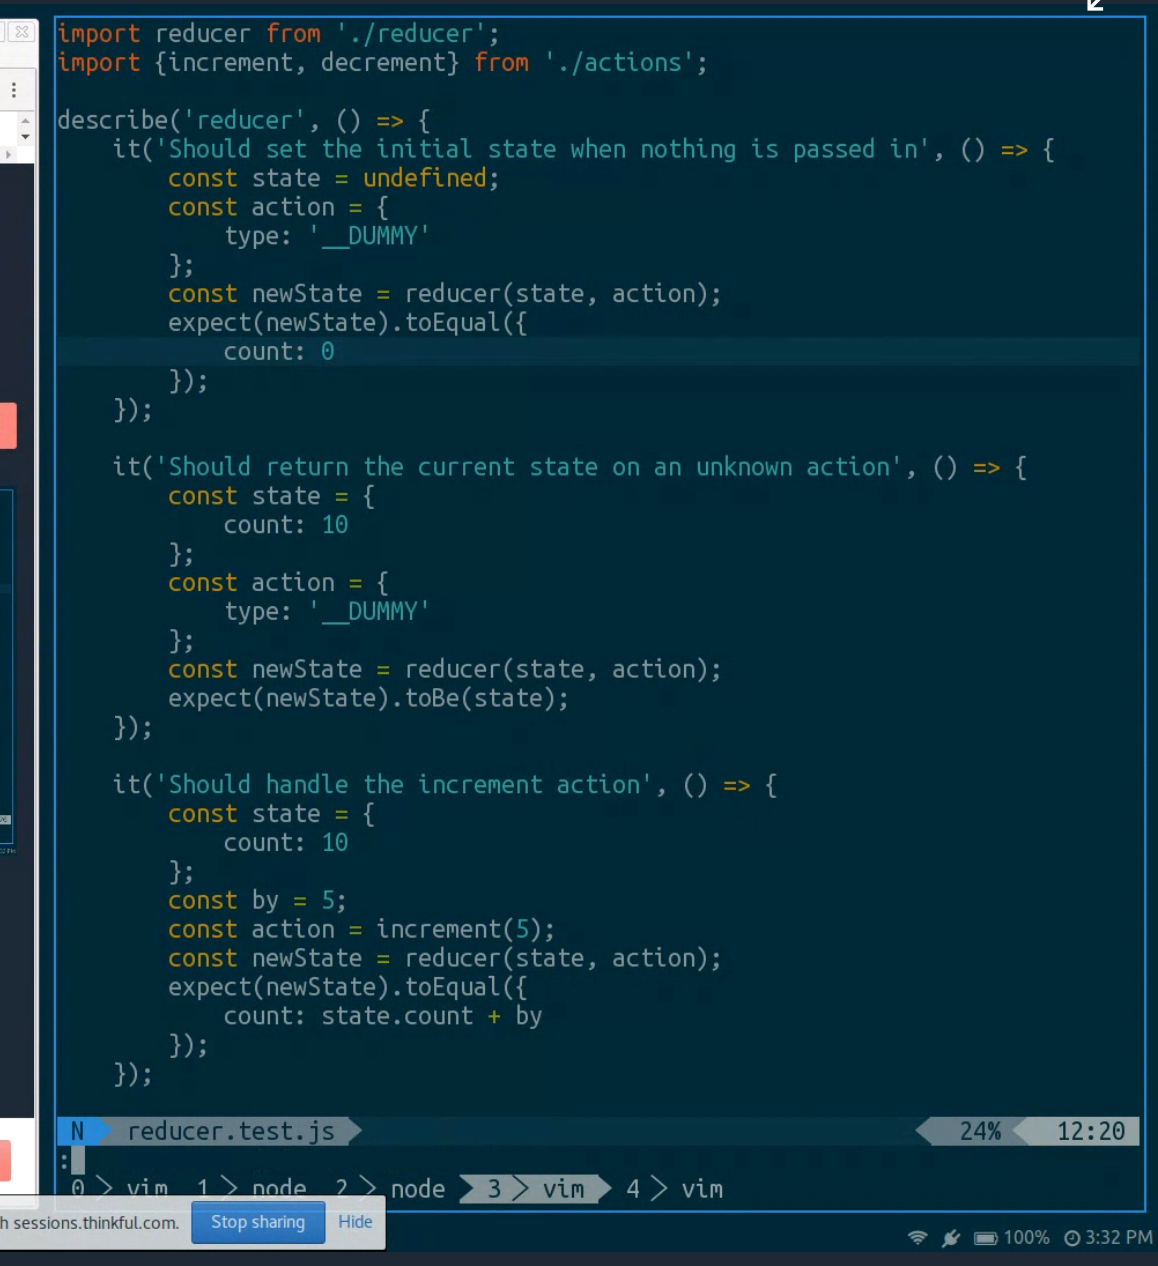 import reducer from './reducer';
import {increment, decrement} from './actions';
describe('reducer', () => {
it('Should set the initial state when nothing is passed in', () => {
const state = undefined;
const action = {
type: '__DUMMY'
};
const newState = reducer(state, action);
expect(newState).toEqual({
count: 0
});
});
it('Should return the current state on an unknown action', () => {
const state = {
count: 10
};
const action = {
type: '__DUMMY'
};
const newState = reducer(state, action);
expect(newState).toBe(state);
});
it('Should handle the increment action', () => {
const state = {
count: 10
};
const by = 5;
const action = increment(5);
const newState = reducer(state, action);
expect(newState).toEqual({
count: state.count + by
});
});
N reducer.test.js 24% 12:20
:
0 > vim 1 > node 2 > node 3 > vim 4 > vim
h sessions.thinkful.com. Stop sharing Hide
100% 3:32 PM